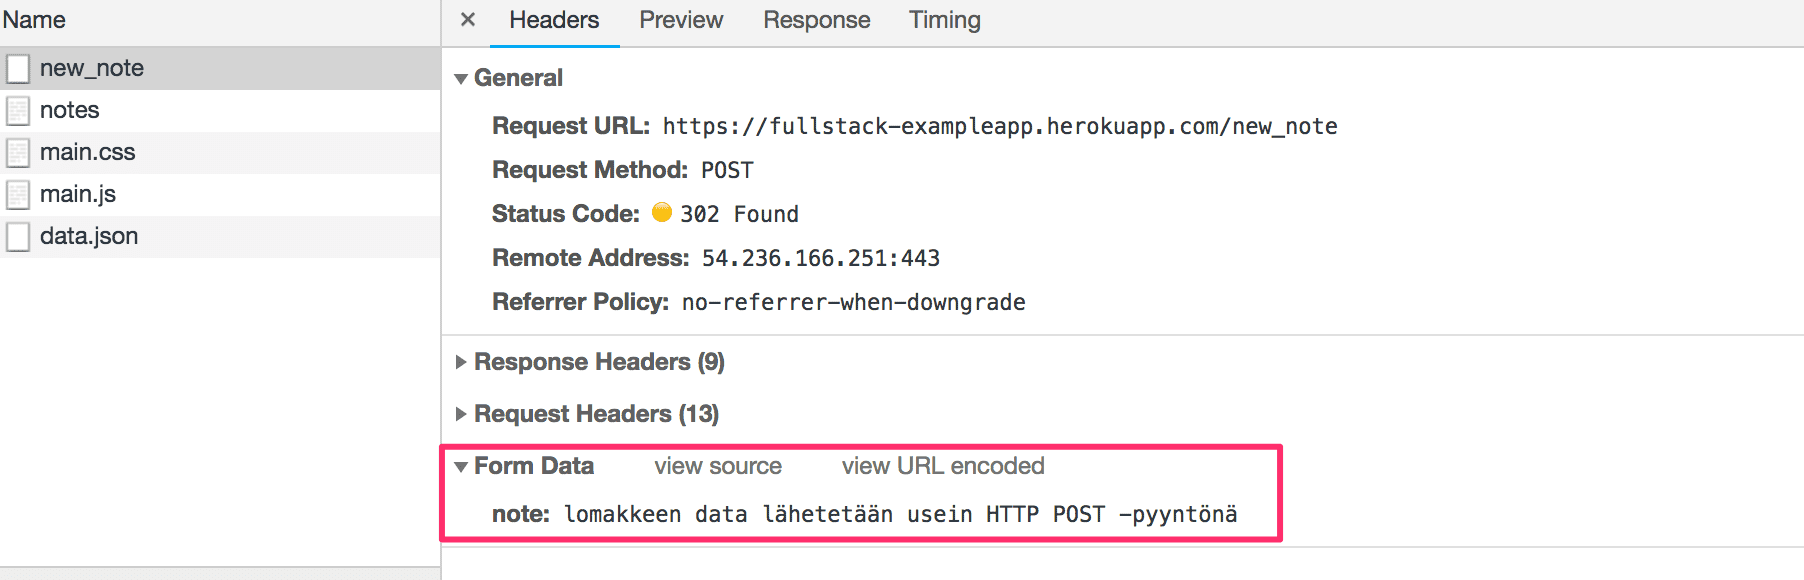 Name
new_note
notes
main.css
main.js
data.json
× Headers Preview Response Timing
General
Request URL: https://fullstack-exampleapp.herokuapp.com/new_note
Request Method: POST
Status Code: 302 Found
Remote Address: 54.236.166.251:443
Referrer Policy: no-referrer-when-downgrade
Response Headers (9)
Request Headers (13)
Form Data view source view URL encoded
note: lomakkeen data lähetetään usein HTTP POST -pyyntönä